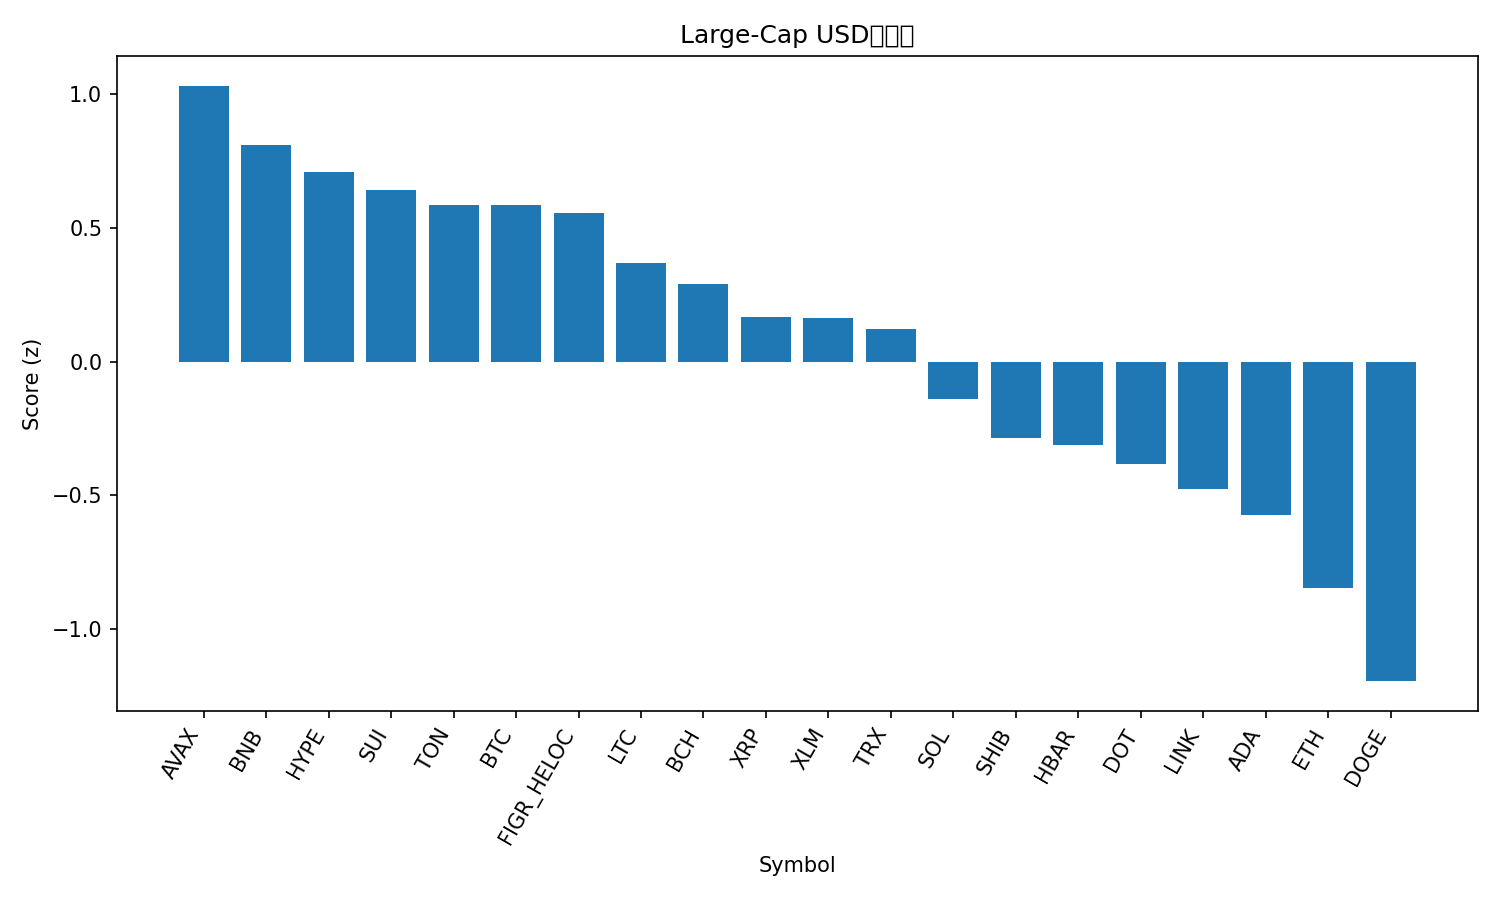 Large-Cap USD
1.0
0.5
0.0
−0.5
−1.0
Score (z)
AVAX
BNB
HYPE
SUI
TON
BTC
FIGR_HELOC
LTC
BCH
XRP
XLM
TRX
SOL
SHIB
HBAR
DOT
LINK
ADA
ETH
DOGE
Symbol